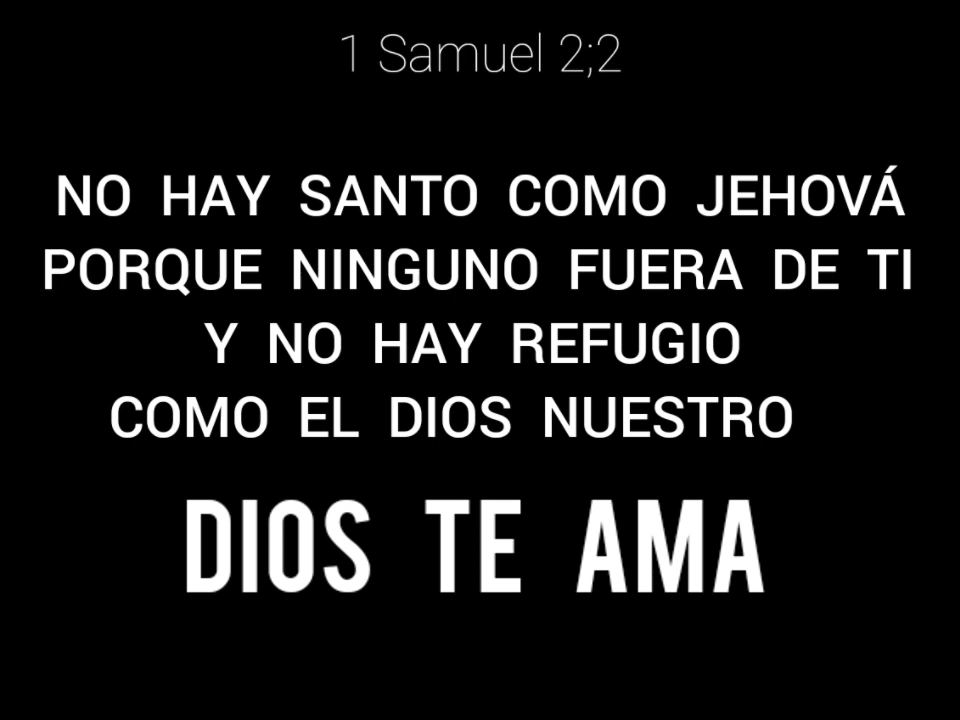 1 Samuel 2;2
NO HAY SANTO COMO JEHOVÁ
PORQUE NINGUNO FUERA DE TI
Y NO HAY REFUGIO
COMO EL DIOS NUESTRO
DIOS TE AMA